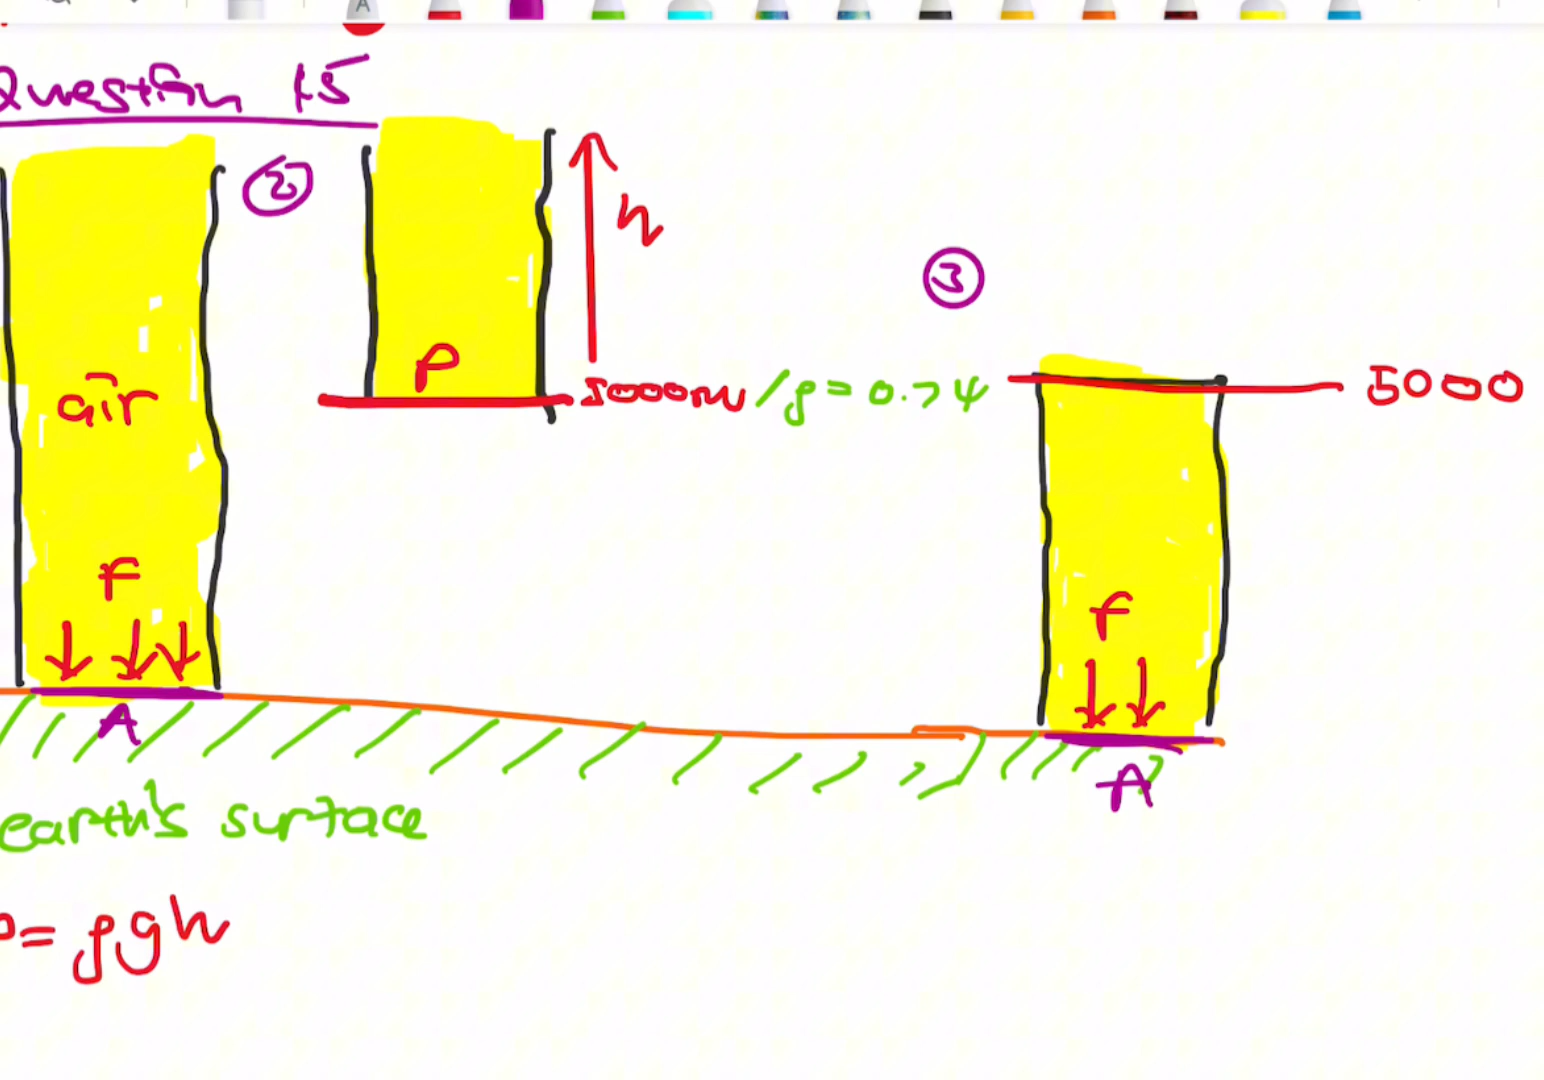 Question 15
②
h
③
P
5000m / ρ = 0.74
5000
air
F
F
A
A
earth's surface
P = ρgh